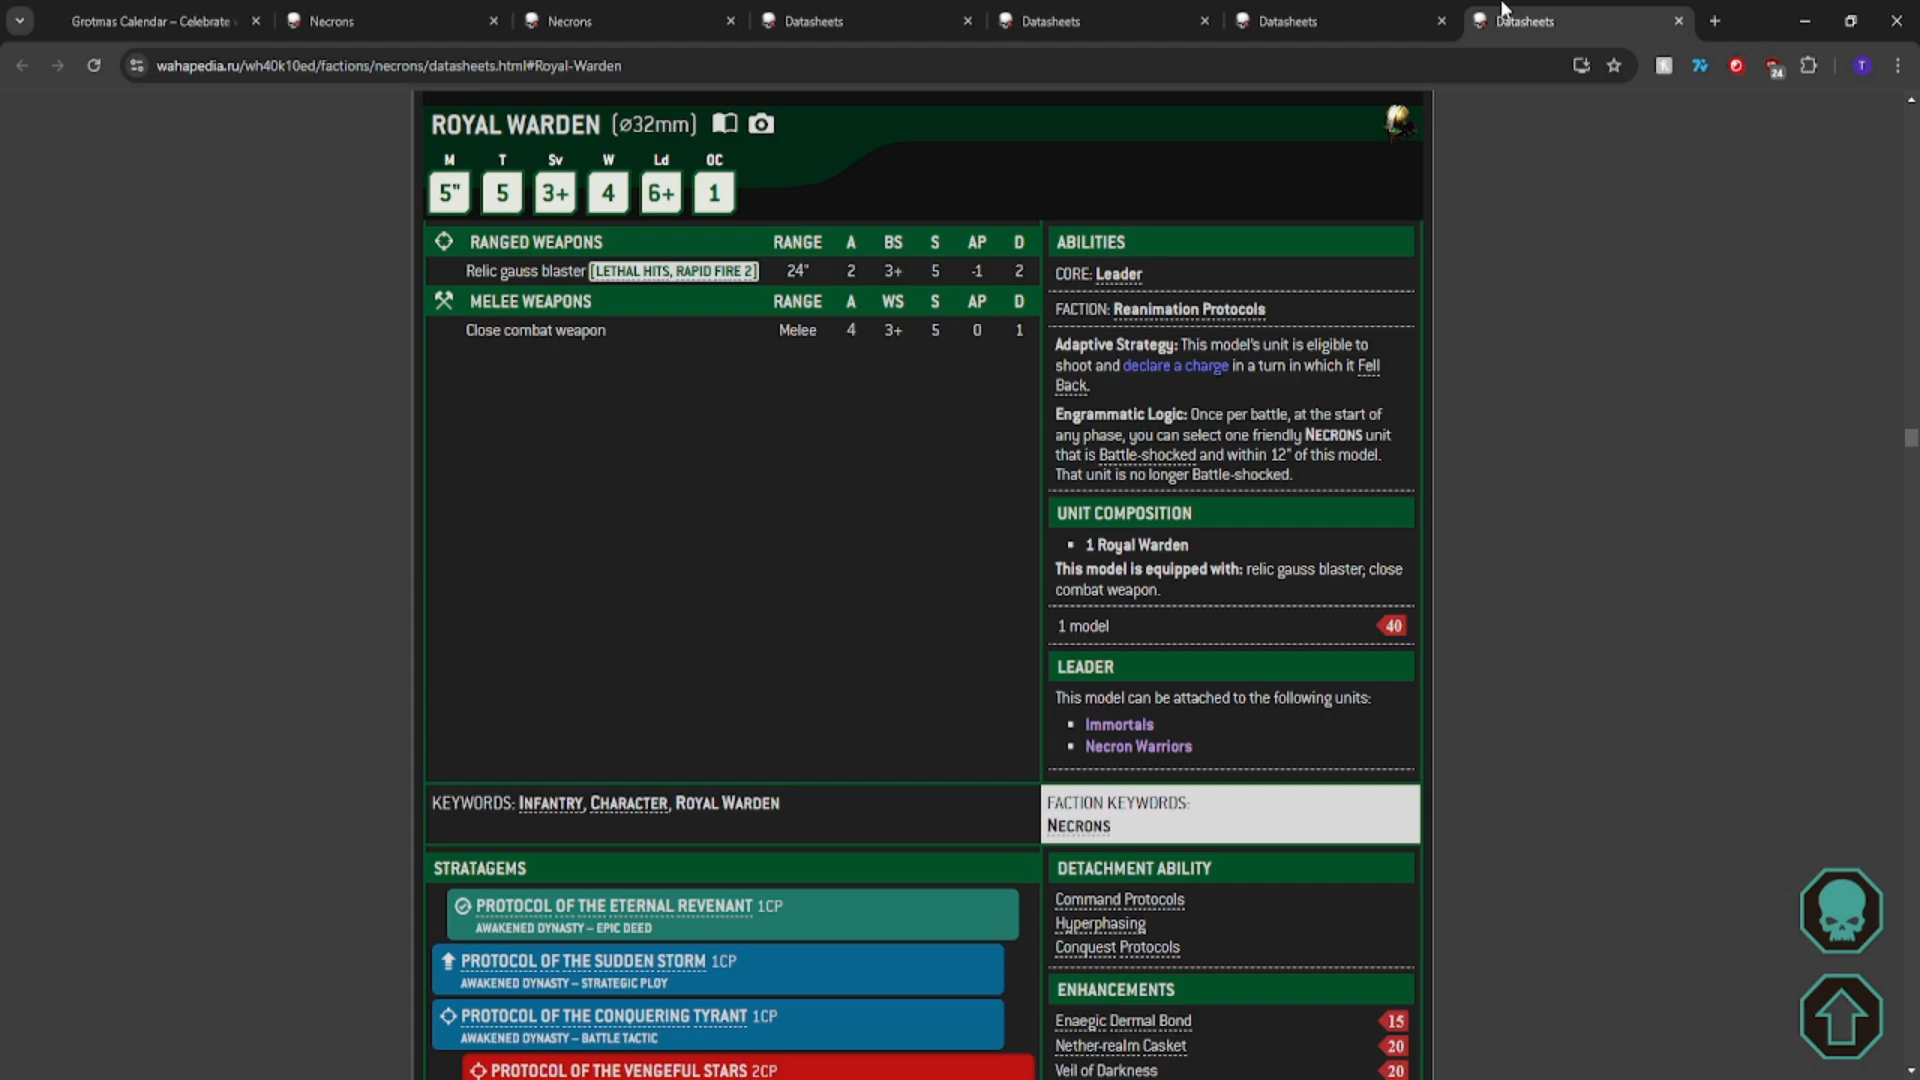 Grotmas Calendar – Celebrate
Necrons
Necrons
Datasheets
Datasheets
Datasheets
Datasheets
wahapedia.ru/wh40k10ed/factions/necrons/datasheets.html#Royal-Warden
24
T
ROYAL WARDEN (⌀32mm)
M T Sv W Ld OC
5" 5 3+ 4 6+ 1
RANGED WEAPONS RANGE A BS S AP D
Relic gauss blaster [LETHAL HITS, RAPID FIRE 2] 24" 2 3+ 5 -1 2
MELEE WEAPONS RANGE A WS S AP D
Close combat weapon Melee 4 3+ 5 0 1
ABILITIES
CORE: Leader
FACTION: Reanimation Protocols
Adaptive Strategy: This model's unit is eligible to
shoot and declare a charge in a turn in which it Fell
Back.
Engrammatic Logic: Once per battle, at the start of
any phase, you can select one friendly NECRONS unit
that is Battle-shocked and within 12" of this model.
That unit is no longer Battle-shocked.
UNIT COMPOSITION
▪ 1 Royal Warden
This model is equipped with: relic gauss blaster; close
combat weapon.
1 model 40
LEADER
This model can be attached to the following units:
▪ Immortals
▪ Necron Warriors
KEYWORDS: INFANTRY, CHARACTER, ROYAL WARDEN
FACTION KEYWORDS:
NECRONS
STRATAGEMS
PROTOCOL OF THE ETERNAL REVENANT 1CP
AWAKENED DYNASTY – EPIC DEED
PROTOCOL OF THE SUDDEN STORM 1CP
AWAKENED DYNASTY – STRATEGIC PLOY
PROTOCOL OF THE CONQUERING TYRANT 1CP
AWAKENED DYNASTY – BATTLE TACTIC
PROTOCOL OF THE VENGEFUL STARS 2CP
DETACHMENT ABILITY
Command Protocols
Hyperphasing
Conquest Protocols
ENHANCEMENTS
Enaegic Dermal Bond 15
Nether-realm Casket 20
Veil of Darkness 20